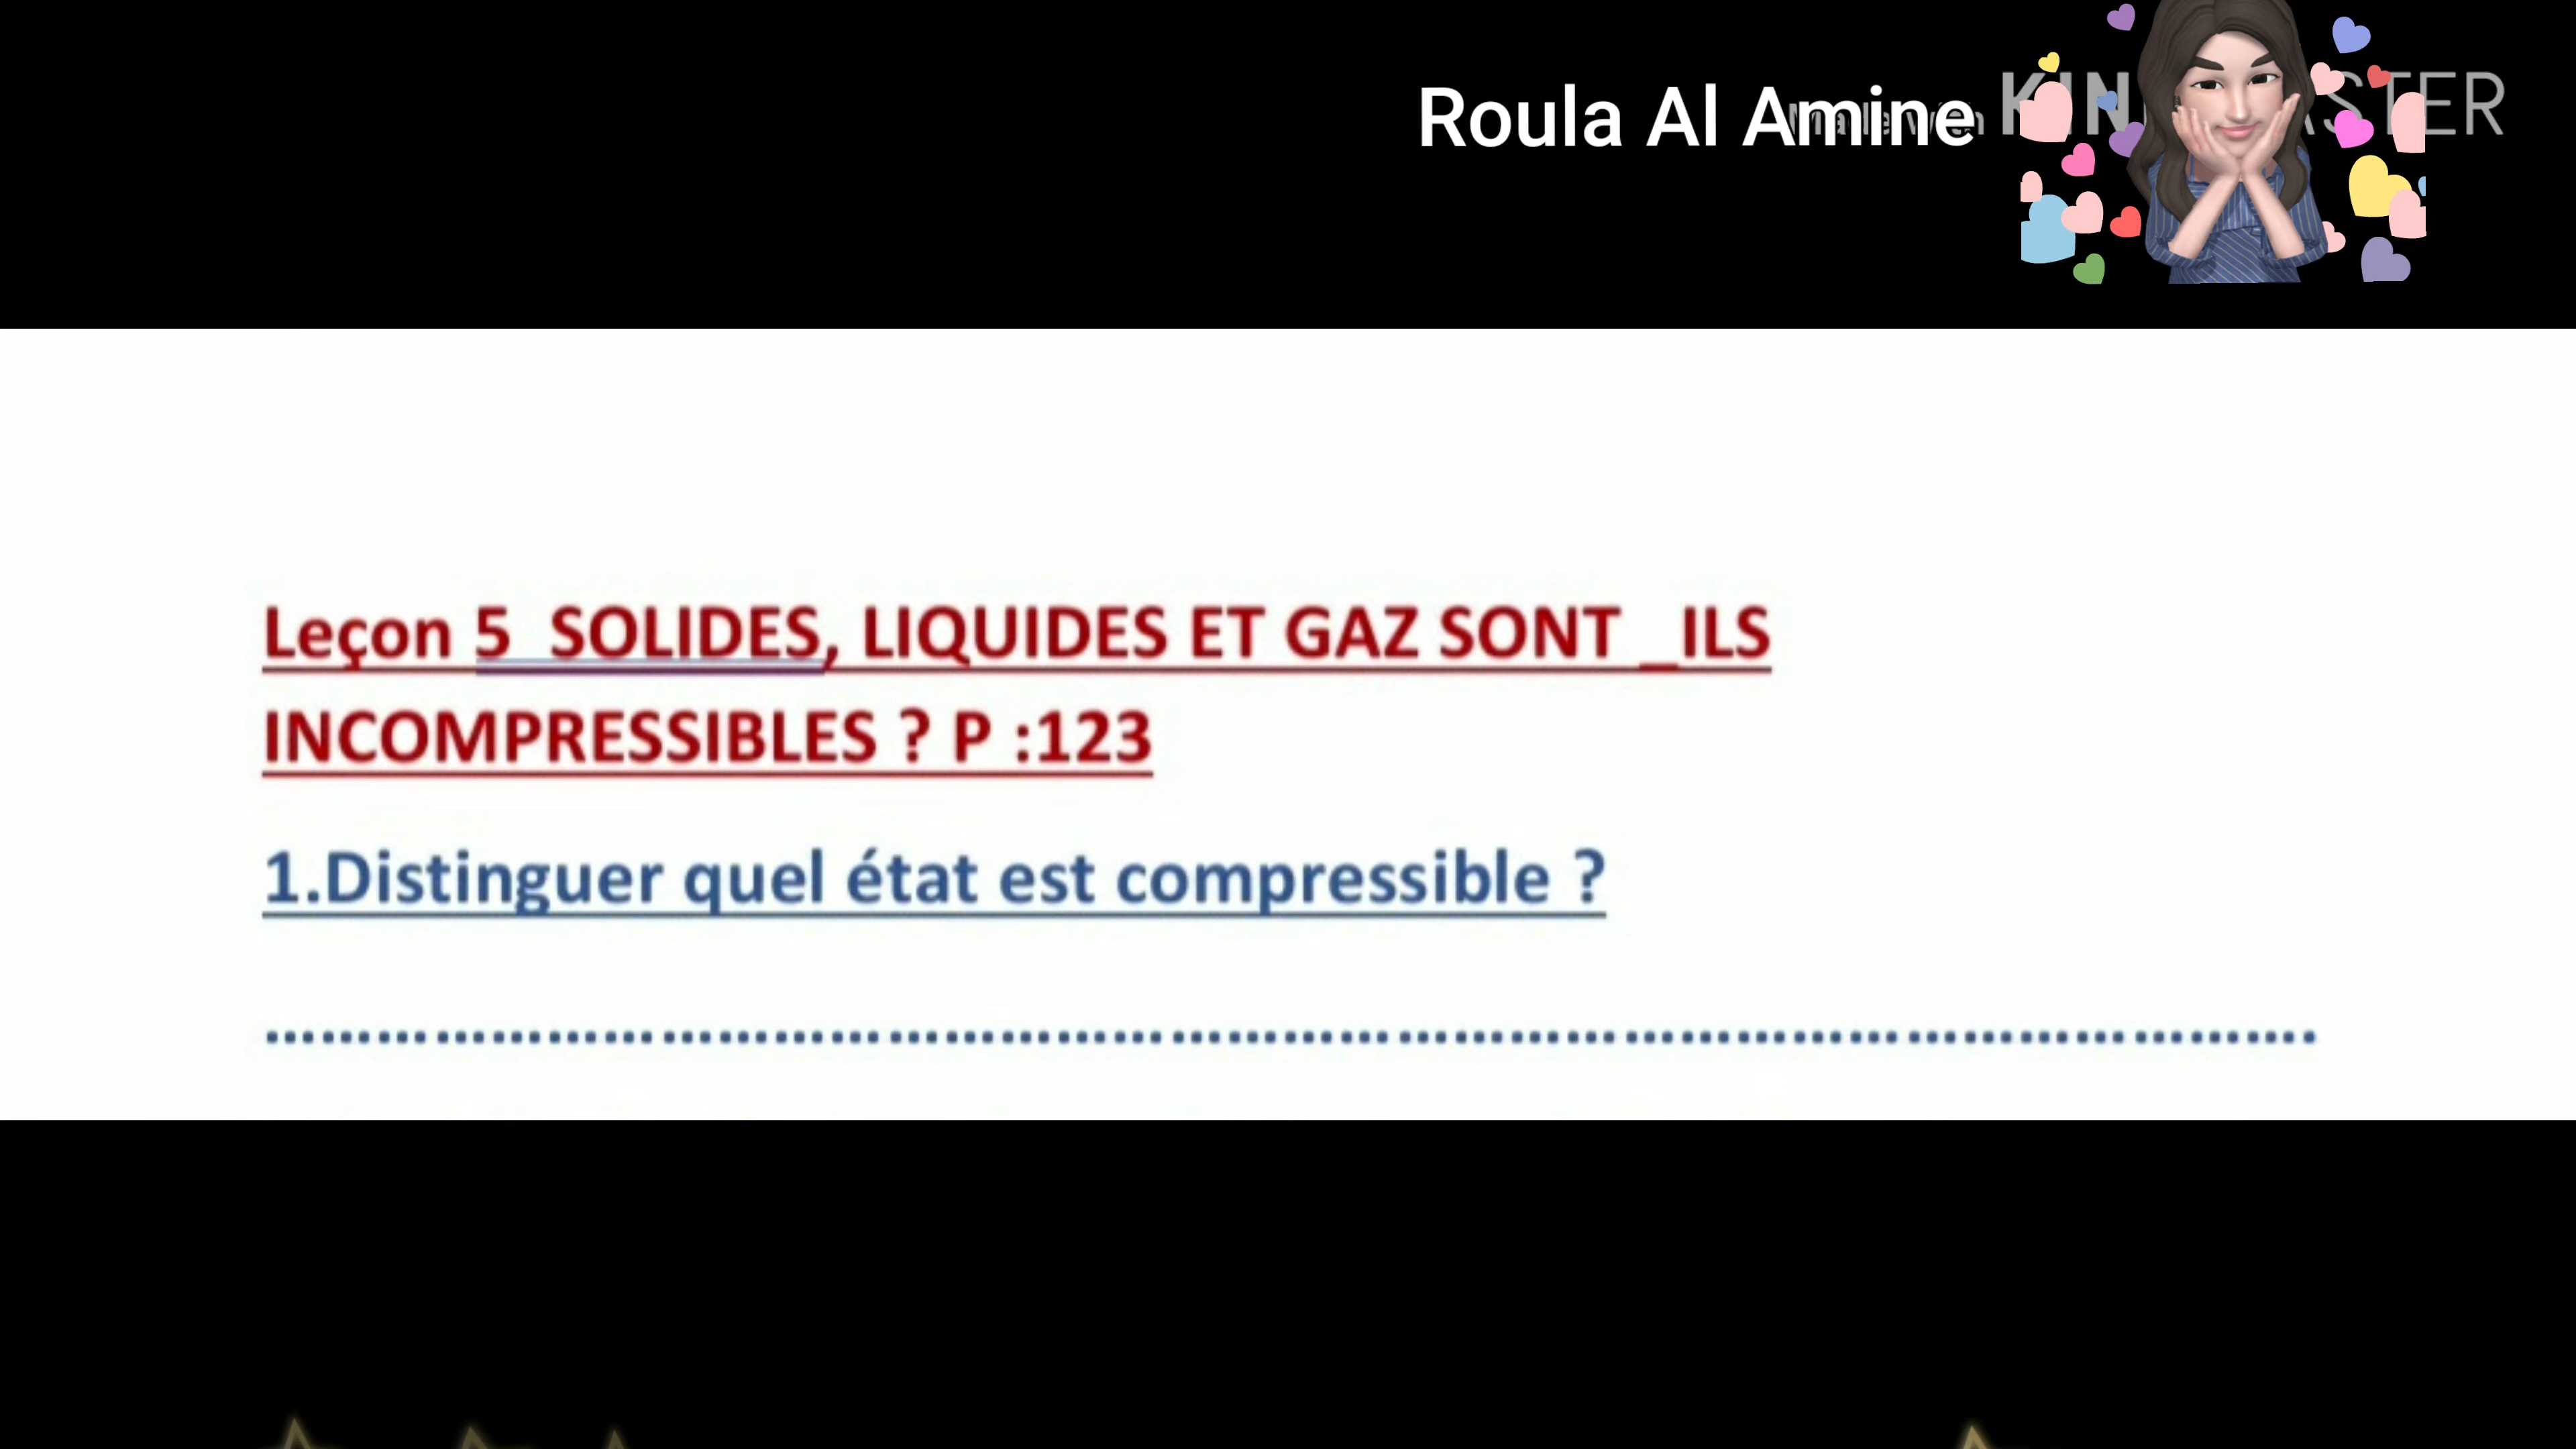 Roula Al Amine
KINEMASTER
Leçon 5  SOLIDES, LIQUIDES ET GAZ SONT _ILS
INCOMPRESSIBLES ? P :123
1.Distinguer quel état est compressible ?
................................................................................